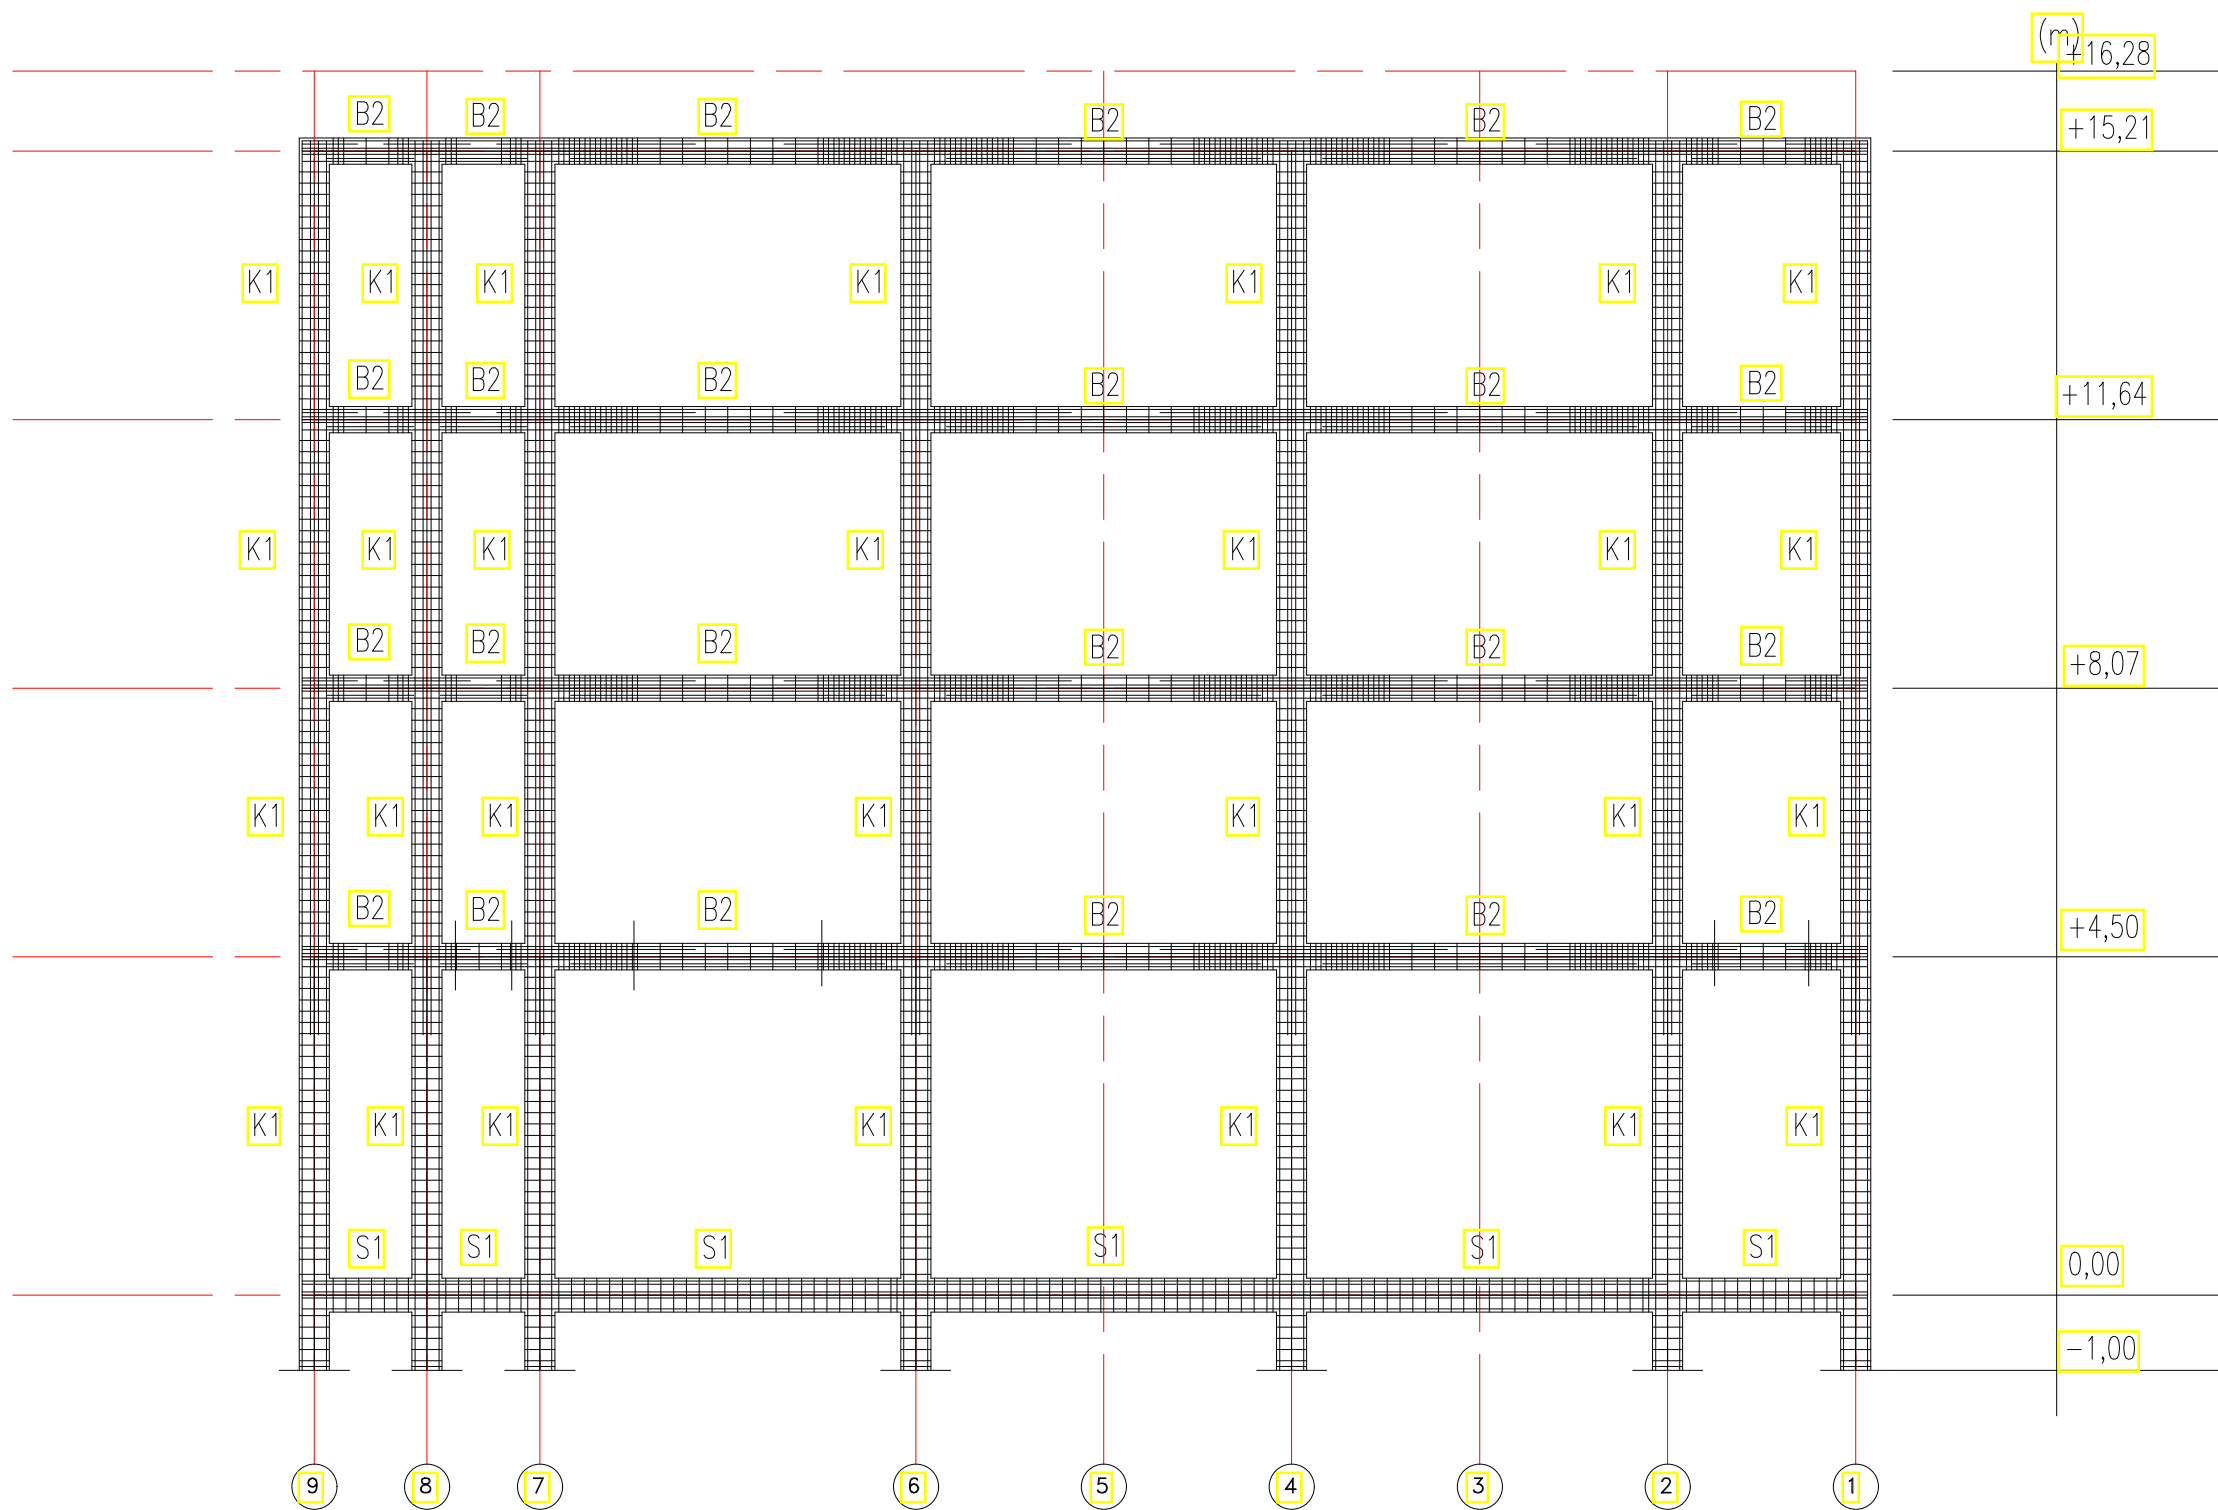 (m)
+16,28
B2 B2 B2 B2 B2 B2
+15,21
K1 K1 K1 K1 K1 K1 K1
B2 B2 B2 B2 B2 B2
+11,64
K1 K1 K1 K1 K1 K1 K1
B2 B2 B2 B2 B2 B2
+8,07
K1 K1 K1 K1 K1 K1 K1
B2 B2 B2 B2 B2 B2
+4,50
K1 K1 K1 K1 K1 K1 K1
S1 S1 S1 S1 S1 S1
0,00
-1,00
9 8 7 6 5 4 3 2 1